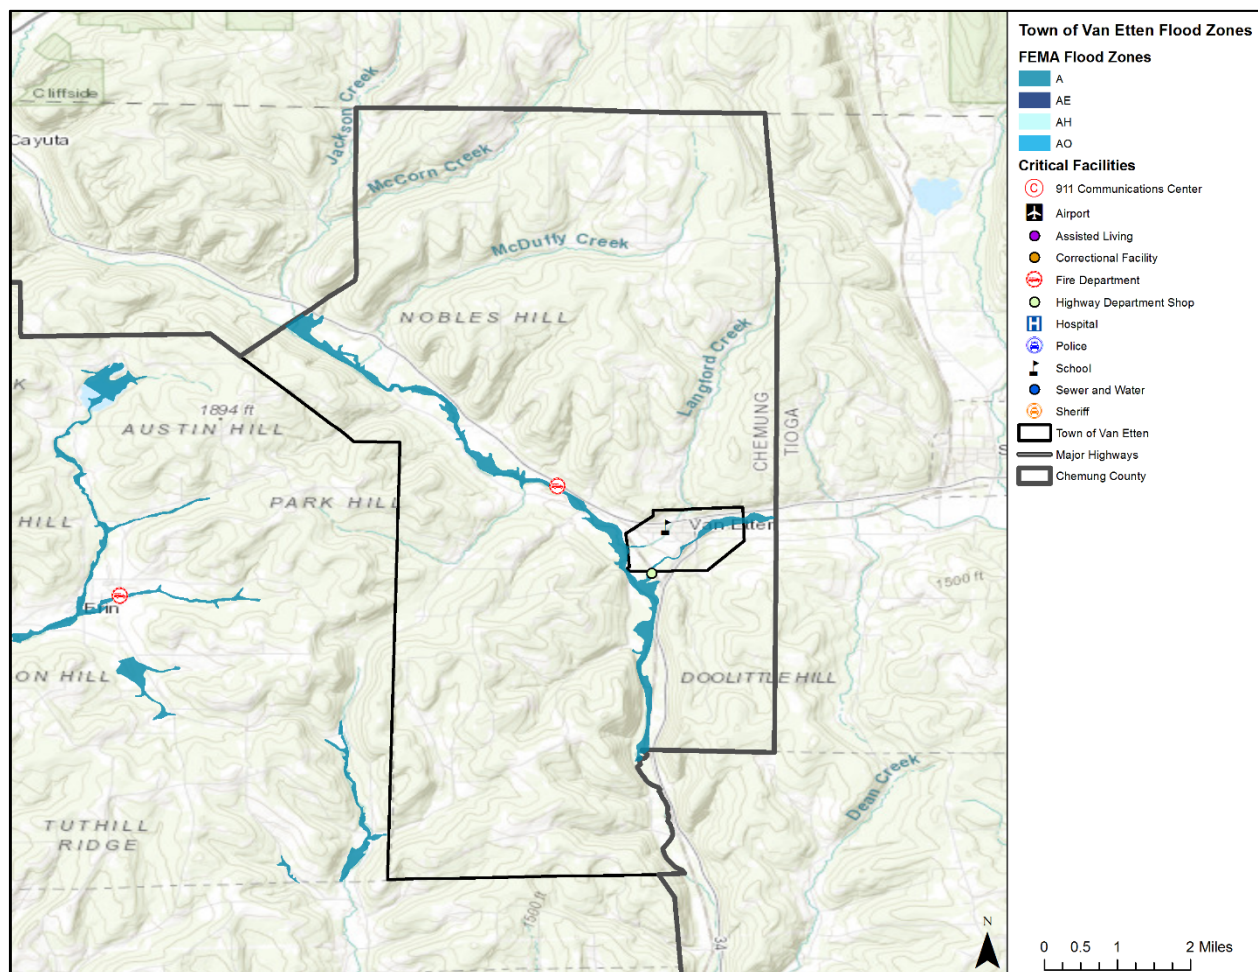 Cliffside
Cayuta
Jackson Creek
McCorn Creek
McDuffy Creek
NOBLES HILL
Langford Creek
CHEMUNG
TIOGA
1894 ft
AUSTIN HILL
PARK HILL
HILL
Van Etten
1500 ft
Erin
ON HILL
DOOLITTLE HILL
Dean Creek
TUTHILL
RIDGE
1500 ft
34
N
Town of Van Etten Flood Zones
FEMA Flood Zones
A
AE
AH
AO
Critical Facilities
C 911 Communications Center
Airport
Assisted Living
Correctional Facility
Fire Department
Highway Department Shop
H Hospital
Police
School
Sewer and Water
Sheriff
Town of Van Etten
Major Highways
Chemung County
0 0.5 1 2 Miles